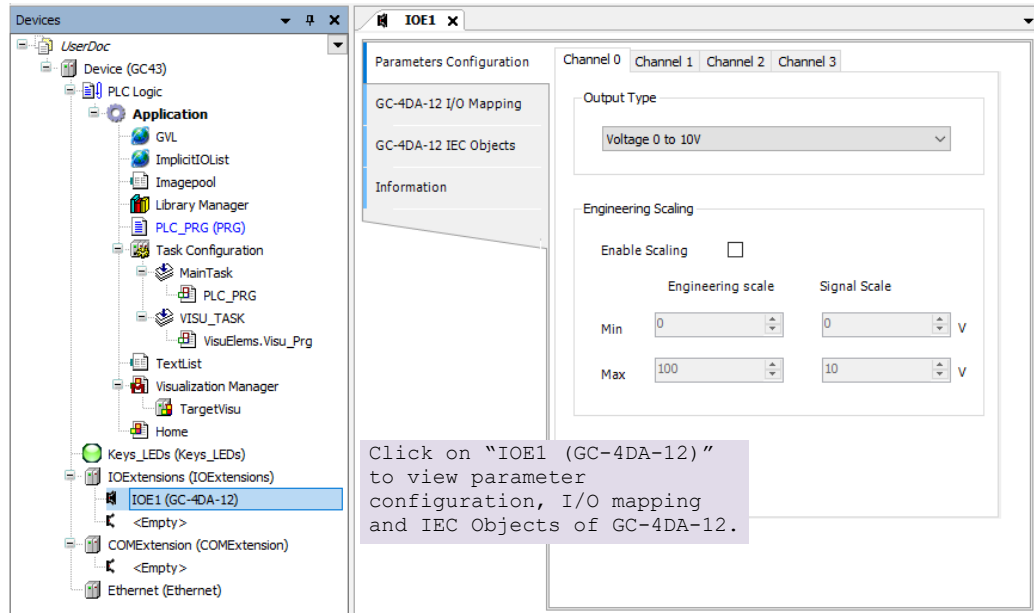 Devices
UserDoc
Device (GC43)
PLC Logic
Application
GVL
ImplicitIOList
Imagepool
Library Manager
PLC_PRG (PRG)
Task Configuration
MainTask
PLC_PRG
VISU_TASK
VisuElems.Visu_Prg
TextList
Visualization Manager
TargetVisu
Home
Keys_LEDs (Keys_LEDs)
IOExtensions (IOExtensions)
IOE1 (GC-4DA-12)
<Empty>
COMExtension (COMExtension)
<Empty>
Ethernet (Ethernet)
IOE1
Parameters Configuration
GC-4DA-12 I/O Mapping
GC-4DA-12 IEC Objects
Information
Channel 0 Channel 1 Channel 2 Channel 3
Output Type
Voltage 0 to 10V
Engineering Scaling
Enable Scaling
Engineering scale Signal Scale
Min 0 0 V
Max 100 10 V
Click on “IOE1 (GC-4DA-12)”
to view parameter
configuration, I/O mapping
and IEC Objects of GC-4DA-12.